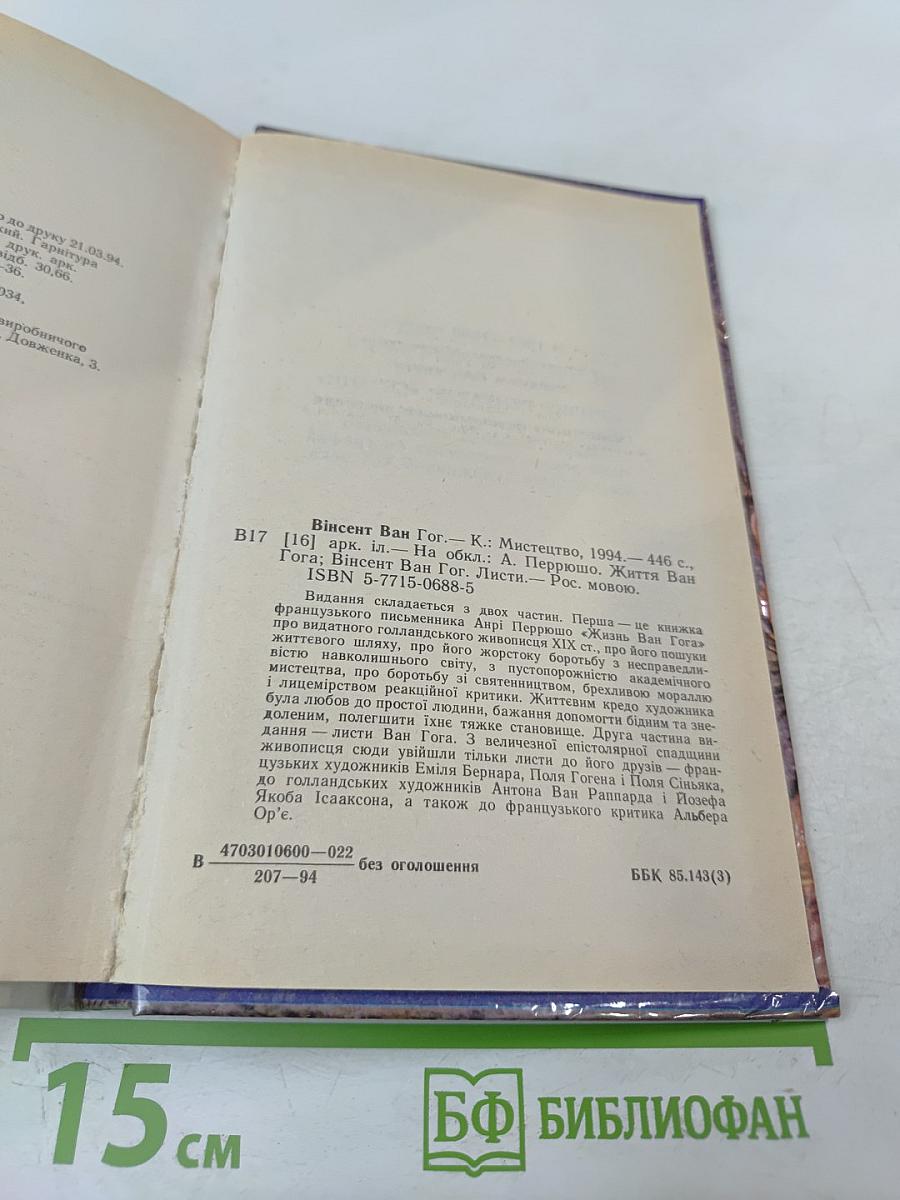 о до друку 21.03.94.
кий. Гарнітура
друк. арк.
відб. 30,66.
—36.
034,
виробничого
. Довженка, 3.
Вінсент Ван Гог.— К.: Мистецтво, 1994.— 446 с.,
В17 [16] арк. іл.— На обкл.: А. Перрюшо. Життя Ван
Гога; Вінсент Ван Гог. Листи.— Рос. мовою.
ISBN 5-7715-0688-5
Видання складається з двох частин. Перша — це книжка
французького письменника Анрі Перрюшо «Жизнь Ван Гога»
про видатного голландського живописця XIX ст., про його пошуки
життєвого шляху, про його жорстоку боротьбу з несправедли-
вістю навколишнього світу, з пустопорожністю академічного
мистецтва, про боротьбу зі святенництвом, брехливою мораллю
і лицемірством реакційної критики. Життєвим кредо художника
була любов до простої людини, бажання допомогти бідним та зне-
доленим, полегшити їхнє тяжке становище. Друга частина ви-
дання — листи Ван Гога. З величезної епістолярної спадщини
живописця сюди увійшли тільки листи до його друзів — фран-
цузьких художників Еміля Бернара, Поля Гогена і Поля Сіньяка,
до голландських художників Антона Ван Раппарда і Йозефа
Якоба Ісааксона, а також до французького критика Альбера
Ор'є.
В 4703010600—022 без оголошення
207—94
ББК 85.143(3)
15 см
БФ БИБЛИОФАН